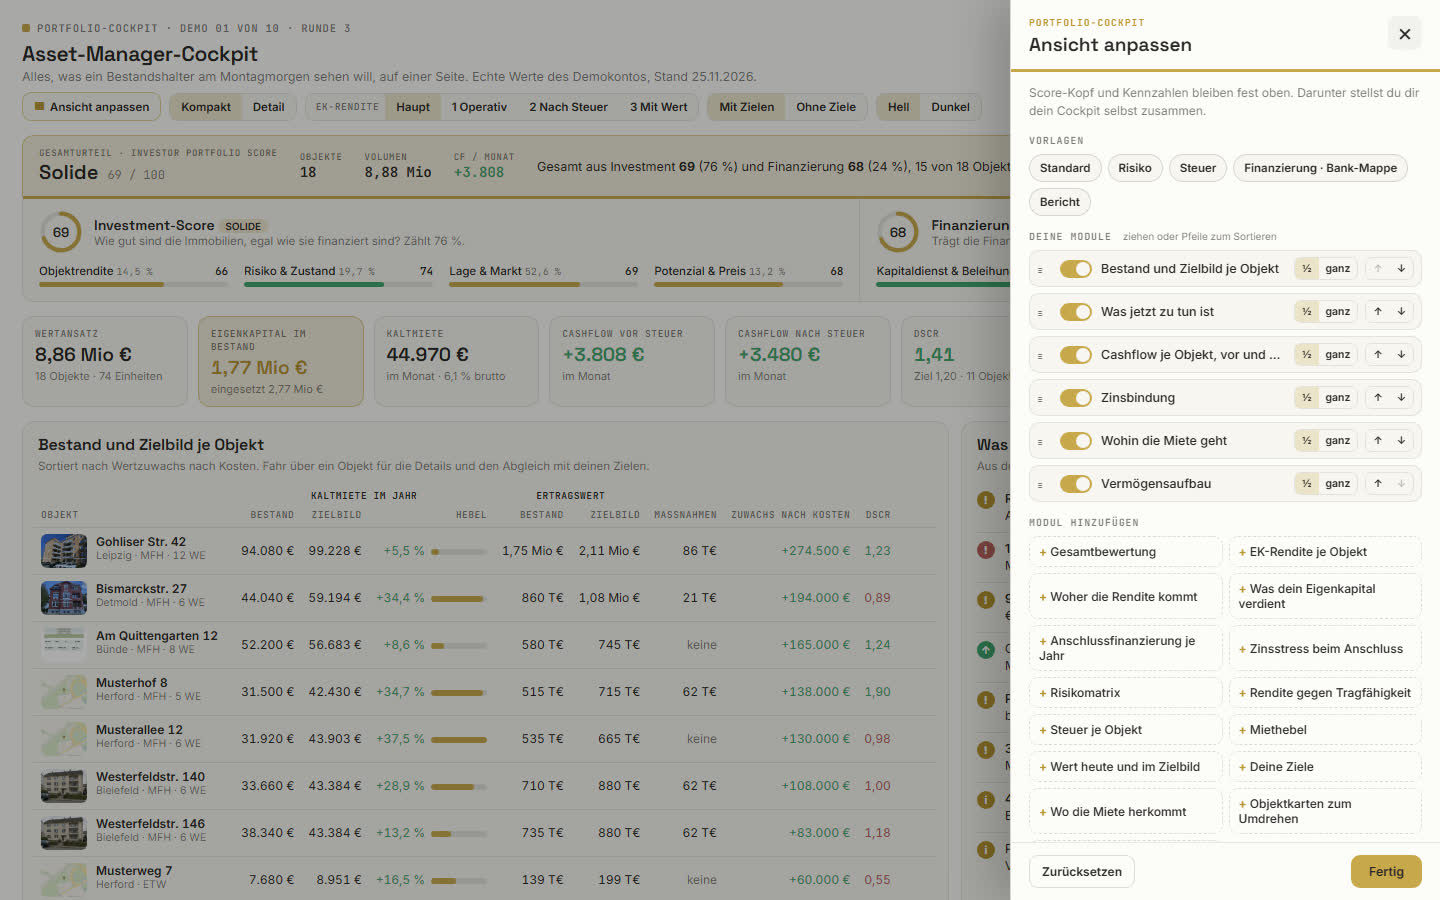 PORTFOLIO-COCKPIT · DEMO 01 VON 10 · RUNDE 3
Asset-Manager-Cockpit
Alles, was ein Bestandshalter am Montagmorgen sehen will, auf einer Seite. Echte Werte des Demokontos, Stand 25.11.2026.
Ansicht anpassen Kompakt Detail EK-RENDITE Haupt 1 Operativ 2 Nach Steuer 3 Mit Wert Mit Zielen Ohne Ziele Hell Dunkel
GESAMTURTEIL · INVESTOR PORTFOLIO SCORE
Solide 69 / 100
OBJEKTE
18
VOLUMEN
8,88 Mio
CF / MONAT
+3.808
Gesamt aus Investment 69 (76 %) und Finanzierung 68 (24 %), 15 von 18 Objekt
69
Investment-Score SOLIDE
Wie gut sind die Immobilien, egal wie sie finanziert sind? Zählt 76 %.
Objektrendite 14,5 % 66
Risiko & Zustand 19,7 % 74
Lage & Markt 52,6 % 69
Potenzial & Preis 13,2 % 68
68
Finanzierun
Trägt die Finan
Kapitaldienst & Beleihun
WERTANSATZ
8,86 Mio €
18 Objekte · 74 Einheiten
EIGENKAPITAL IM
BESTAND
1,77 Mio €
eingesetzt 2,77 Mio €
KALTMIETE
44.970 €
im Monat · 6,1 % brutto
CASHFLOW VOR STEUER
+3.808 €
im Monat
CASHFLOW NACH STEUER
+3.480 €
im Monat
DSCR
1,41
Ziel 1,20 · 11 Objek
Bestand und Zielbild je Objekt
Sortiert nach Wertzuwachs nach Kosten. Fahr über ein Objekt für die Details und den Abgleich mit deinen Zielen.
KALTMIETE IM JAHR ERTRAGSWERT
OBJEKT BESTAND ZIELBILD HEBEL BESTAND ZIELBILD MASSNAHMEN ZUWACHS NACH KOSTEN DSCR
Gohliser Str. 42
Leipzig · MFH · 12 WE
94.080 € 99.228 € +5,5 % 1,75 Mio € 2,11 Mio € 86 T€ +274.500 € 1,23
Bismarckstr. 27
Detmold · MFH · 6 WE
44.040 € 59.194 € +34,4 % 860 T€ 1,08 Mio € 21 T€ +194.000 € 0,89
Am Quittengarten 12
Bünde · MFH · 8 WE
52.200 € 56.683 € +8,6 % 580 T€ 745 T€ keine +165.000 € 1,24
Musterhof 8
Herford · MFH · 5 WE
31.500 € 42.430 € +34,7 % 515 T€ 715 T€ 62 T€ +138.000 € 1,90
Musterallee 12
Herford · MFH · 6 WE
31.920 € 43.903 € +37,5 % 535 T€ 665 T€ keine +130.000 € 0,98
Westerfeldstr. 140
Bielefeld · MFH · 6 WE
33.660 € 43.384 € +28,9 % 710 T€ 880 T€ 62 T€ +108.000 € 1,00
Westerfeldstr. 146
Bielefeld · MFH · 6 WE
38.340 € 43.384 € +13,2 % 735 T€ 880 T€ 62 T€ +83.000 € 1,18
Musterweg 7
Herford · ETW
7.680 € 8.951 € +16,5 % 139 T€ 199 T€ keine +60.000 € 0,55
Was
Aus d
PORTFOLIO-COCKPIT
Ansicht anpassen
Score-Kopf und Kennzahlen bleiben fest oben. Darunter stellst du dir
dein Cockpit selbst zusammen.
VORLAGEN
Standard Risiko Steuer Finanzierung · Bank-Mappe
Bericht
DEINE MODULE ziehen oder Pfeile zum Sortieren
Bestand und Zielbild je Objekt ½ ganz ↑ ↓
Was jetzt zu tun ist ½ ganz ↑ ↓
Cashflow je Objekt, vor und ... ½ ganz ↑ ↓
Zinsbindung ½ ganz ↑ ↓
Wohin die Miete geht ½ ganz ↑ ↓
Vermögensaufbau ½ ganz ↑ ↓
MODUL HINZUFÜGEN
+ Gesamtbewertung
+ EK-Rendite je Objekt
+ Woher die Rendite kommt
+ Was dein Eigenkapital
verdient
+ Anschlussfinanzierung je
Jahr
+ Zinsstress beim Anschluss
+ Risikomatrix
+ Rendite gegen Tragfähigkeit
+ Steuer je Objekt
+ Miethebel
+ Wert heute und im Zielbild
+ Deine Ziele
+ Wo die Miete herkommt
+ Objektkarten zum
Umdrehen
Zurücksetzen Fertig